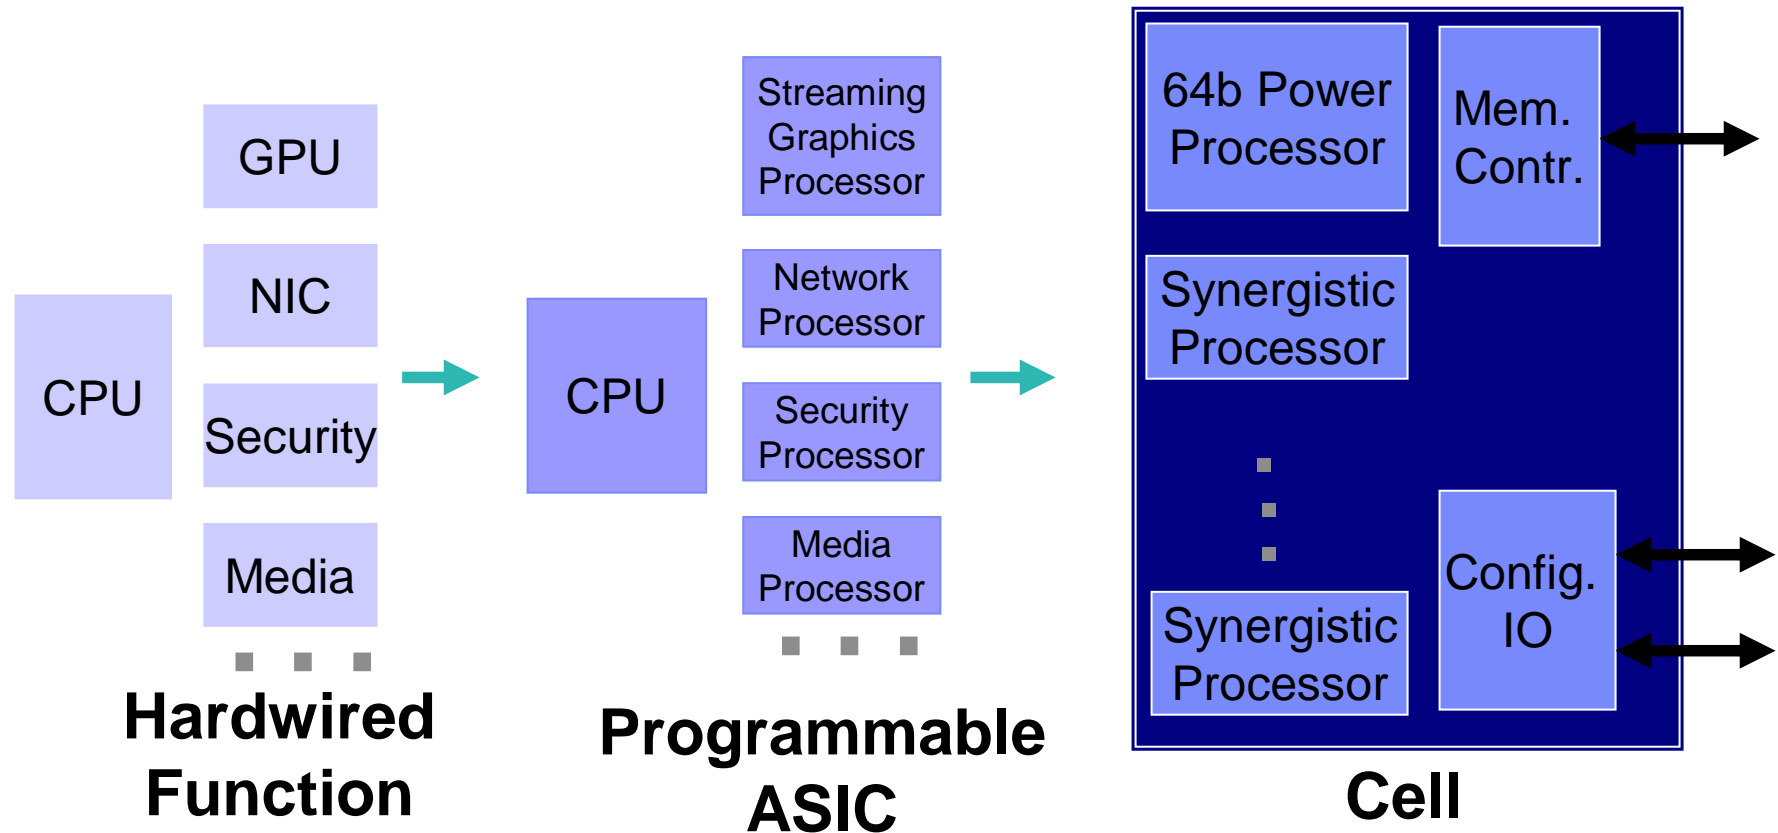 CPU
GPU
NIC
Security
Media
Hardwired
Function
CPU
Streaming
Graphics
Processor
Network
Processor
Security
Processor
Media
Processor
Programmable
ASIC
64b Power
Processor
Mem.
Contr.
Synergistic
Processor
Synergistic
Processor
Config.
IO
Cell